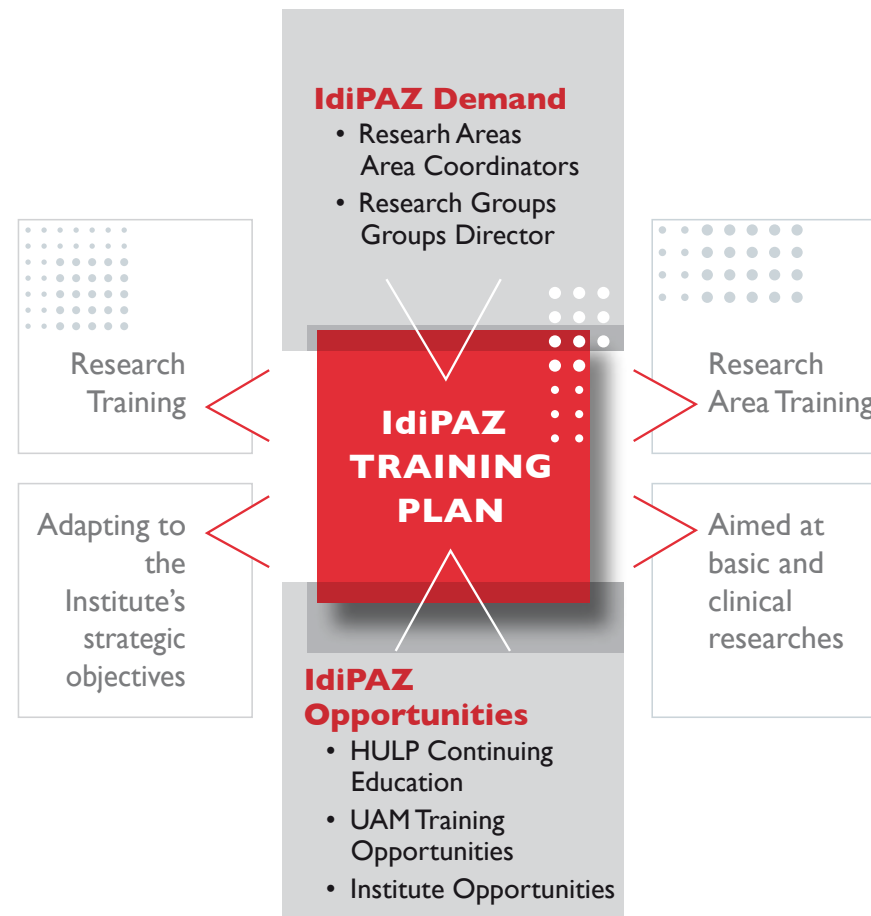 IdiPAZ Demand
• Researh Areas
Area Coordinators
• Research Groups
Groups Director
Research
Training
IdiPAZ
TRAINING
PLAN
Research
Area Training
Adapting to
the
Institute's
strategic
objectives
Aimed at
basic and
clinical
researches
IdiPAZ
Opportunities
• HULP Continuing
Education
• UAM Training
Opportunities
• Institute Opportunities